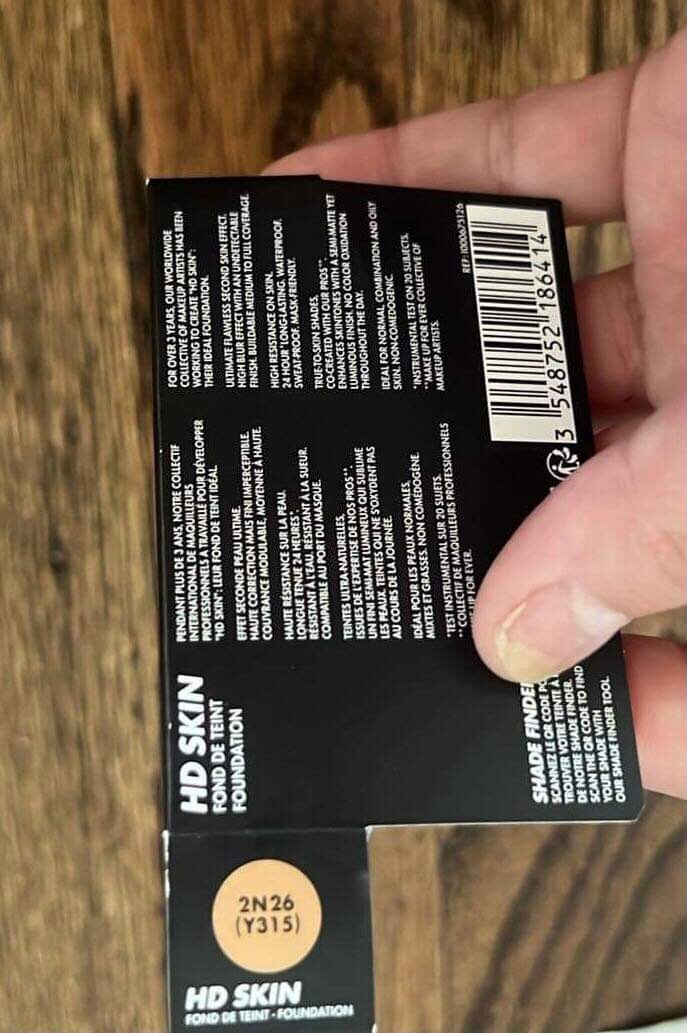 HD SKIN
FOND DE TEINT
FOUNDATION
PENDANT PLUS DE 3 ANS, NOTRE COLLECTIF
INTERNATIONAL DE MAQUILLEURS
PROFESSIONNELS A TRAVAILLÉ POUR DÉVELOPPER
"HD SKIN": LEUR FOND DE TEINT IDÉAL.
EFFET SECONDE PEAU ULTIME.
HAUTE CORRECTION MAIS FINI IMPERCEPTIBLE.
COUVRANCE MODULABLE, MOYENNE À HAUTE.
HAUTE RÉSISTANCE SUR LA PEAU.
LONGUE TENUE 24 HEURES*.
RÉSISTANT À L'EAU, RÉSISTANT À LA SUEUR.
COMPATIBLE AU PORT DU MASQUE.
TEINTES ULTRA-NATURELLES,
ISSUES DE L'EXPERTISE DE NOS PROS**.
UN FINI SEMI-MAT LUMINEUX QUI SUBLIME
LES PEAUX, TEINTES QUI NE S'OXYDENT PAS
AU COURS DE LA JOURNÉE.
IDÉAL POUR LES PEAUX NORMALES,
MIXTES ET GRASSES. NON COMÉDOGÈNE.
*TEST INSTRUMENTAL SUR 20 SUJETS.
** COLLECTIF DE MAQUILLEURS PROFESSIONNELS
UP FOR EVER.
FOR OVER 3 YEARS, OUR WORLDWIDE
COLLECTIVE OF MAKEUP ARTISTS HAS BEEN
WORKING TO CREATE "HD SKIN":
THEIR IDEAL FOUNDATION.
ULTIMATE FLAWLESS SECOND SKIN EFFECT.
HIGH BLUR EFFECT WITH AN UNDETECTABLE
FINISH. BUILDABLE MEDIUM TO FULL COVERAGE.
HIGH RESISTANCE ON SKIN.
24 HOUR* LONG-LASTING, WATERPROOF,
SWEAT-PROOF, MASK-FRIENDLY.
TRUE-TO-SKIN SHADES,
CO-CREATED WITH OUR PROS**.
ENHANCES SKINTONES WITH A SEMI-MATTE YET
LUMINOUS FINISH. NO COLOR OXIDATION
THROUGHOUT THE DAY.
IDEAL FOR NORMAL, COMBINATION AND OILY
SKIN. NON-COMEDOGENIC.
*INSTRUMENTAL TEST ON 20 SUBJECTS.
**MAKE UP FOR EVER COLLECTIVE OF
MAKEUP ARTISTS.
REF: I000675126
3 548752 186414
SHADE FINDER
SCANNEZ LE QR CODE
TROUVER VOTRE TEINTE À
DE NOTRE SHADE FINDER.
SCAN THE QR CODE TO FIND
YOUR SHADE WITH
OUR SHADE FINDER TOOL.
2N26
(Y315)
HD SKIN
FOND DE TEINT - FOUNDATION